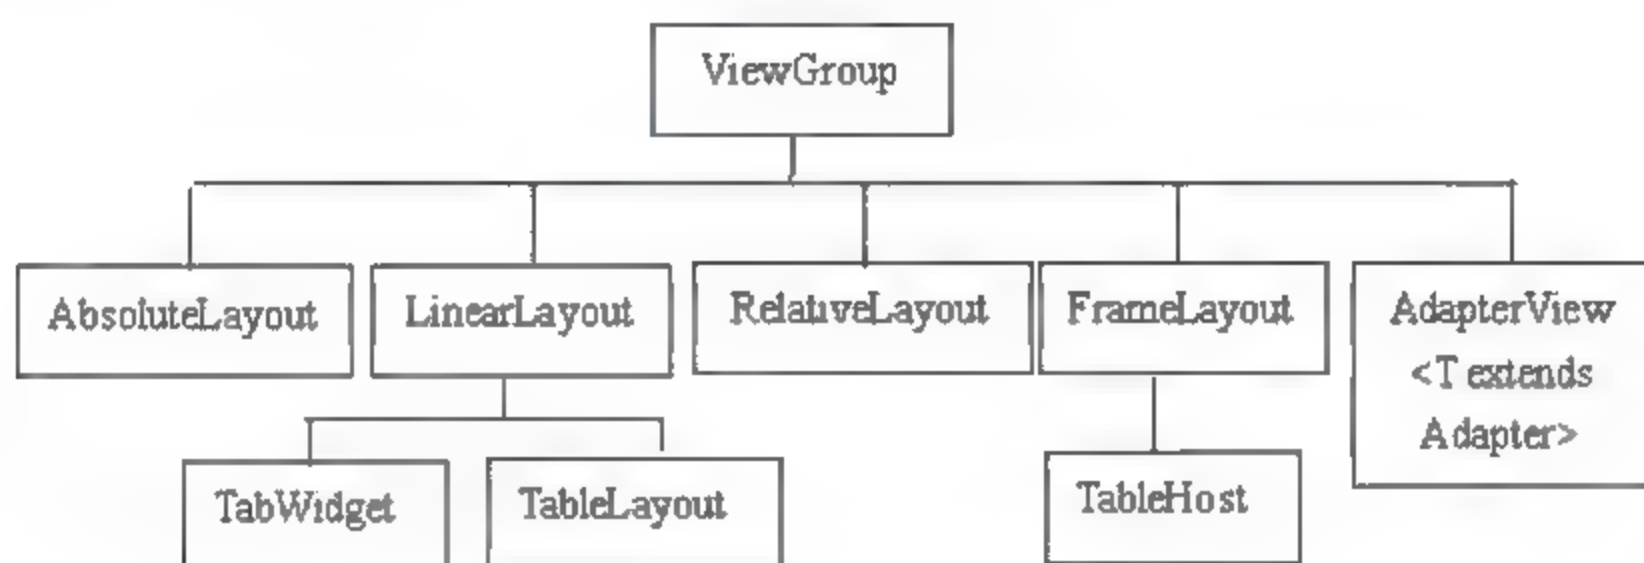 ViewGroup
AbsoluteLayout
LinearLayout
RelativeLayout
FrameLayout
AdapterView
<T extends
Adapter>
TabWidget
TableLayout
TableHost